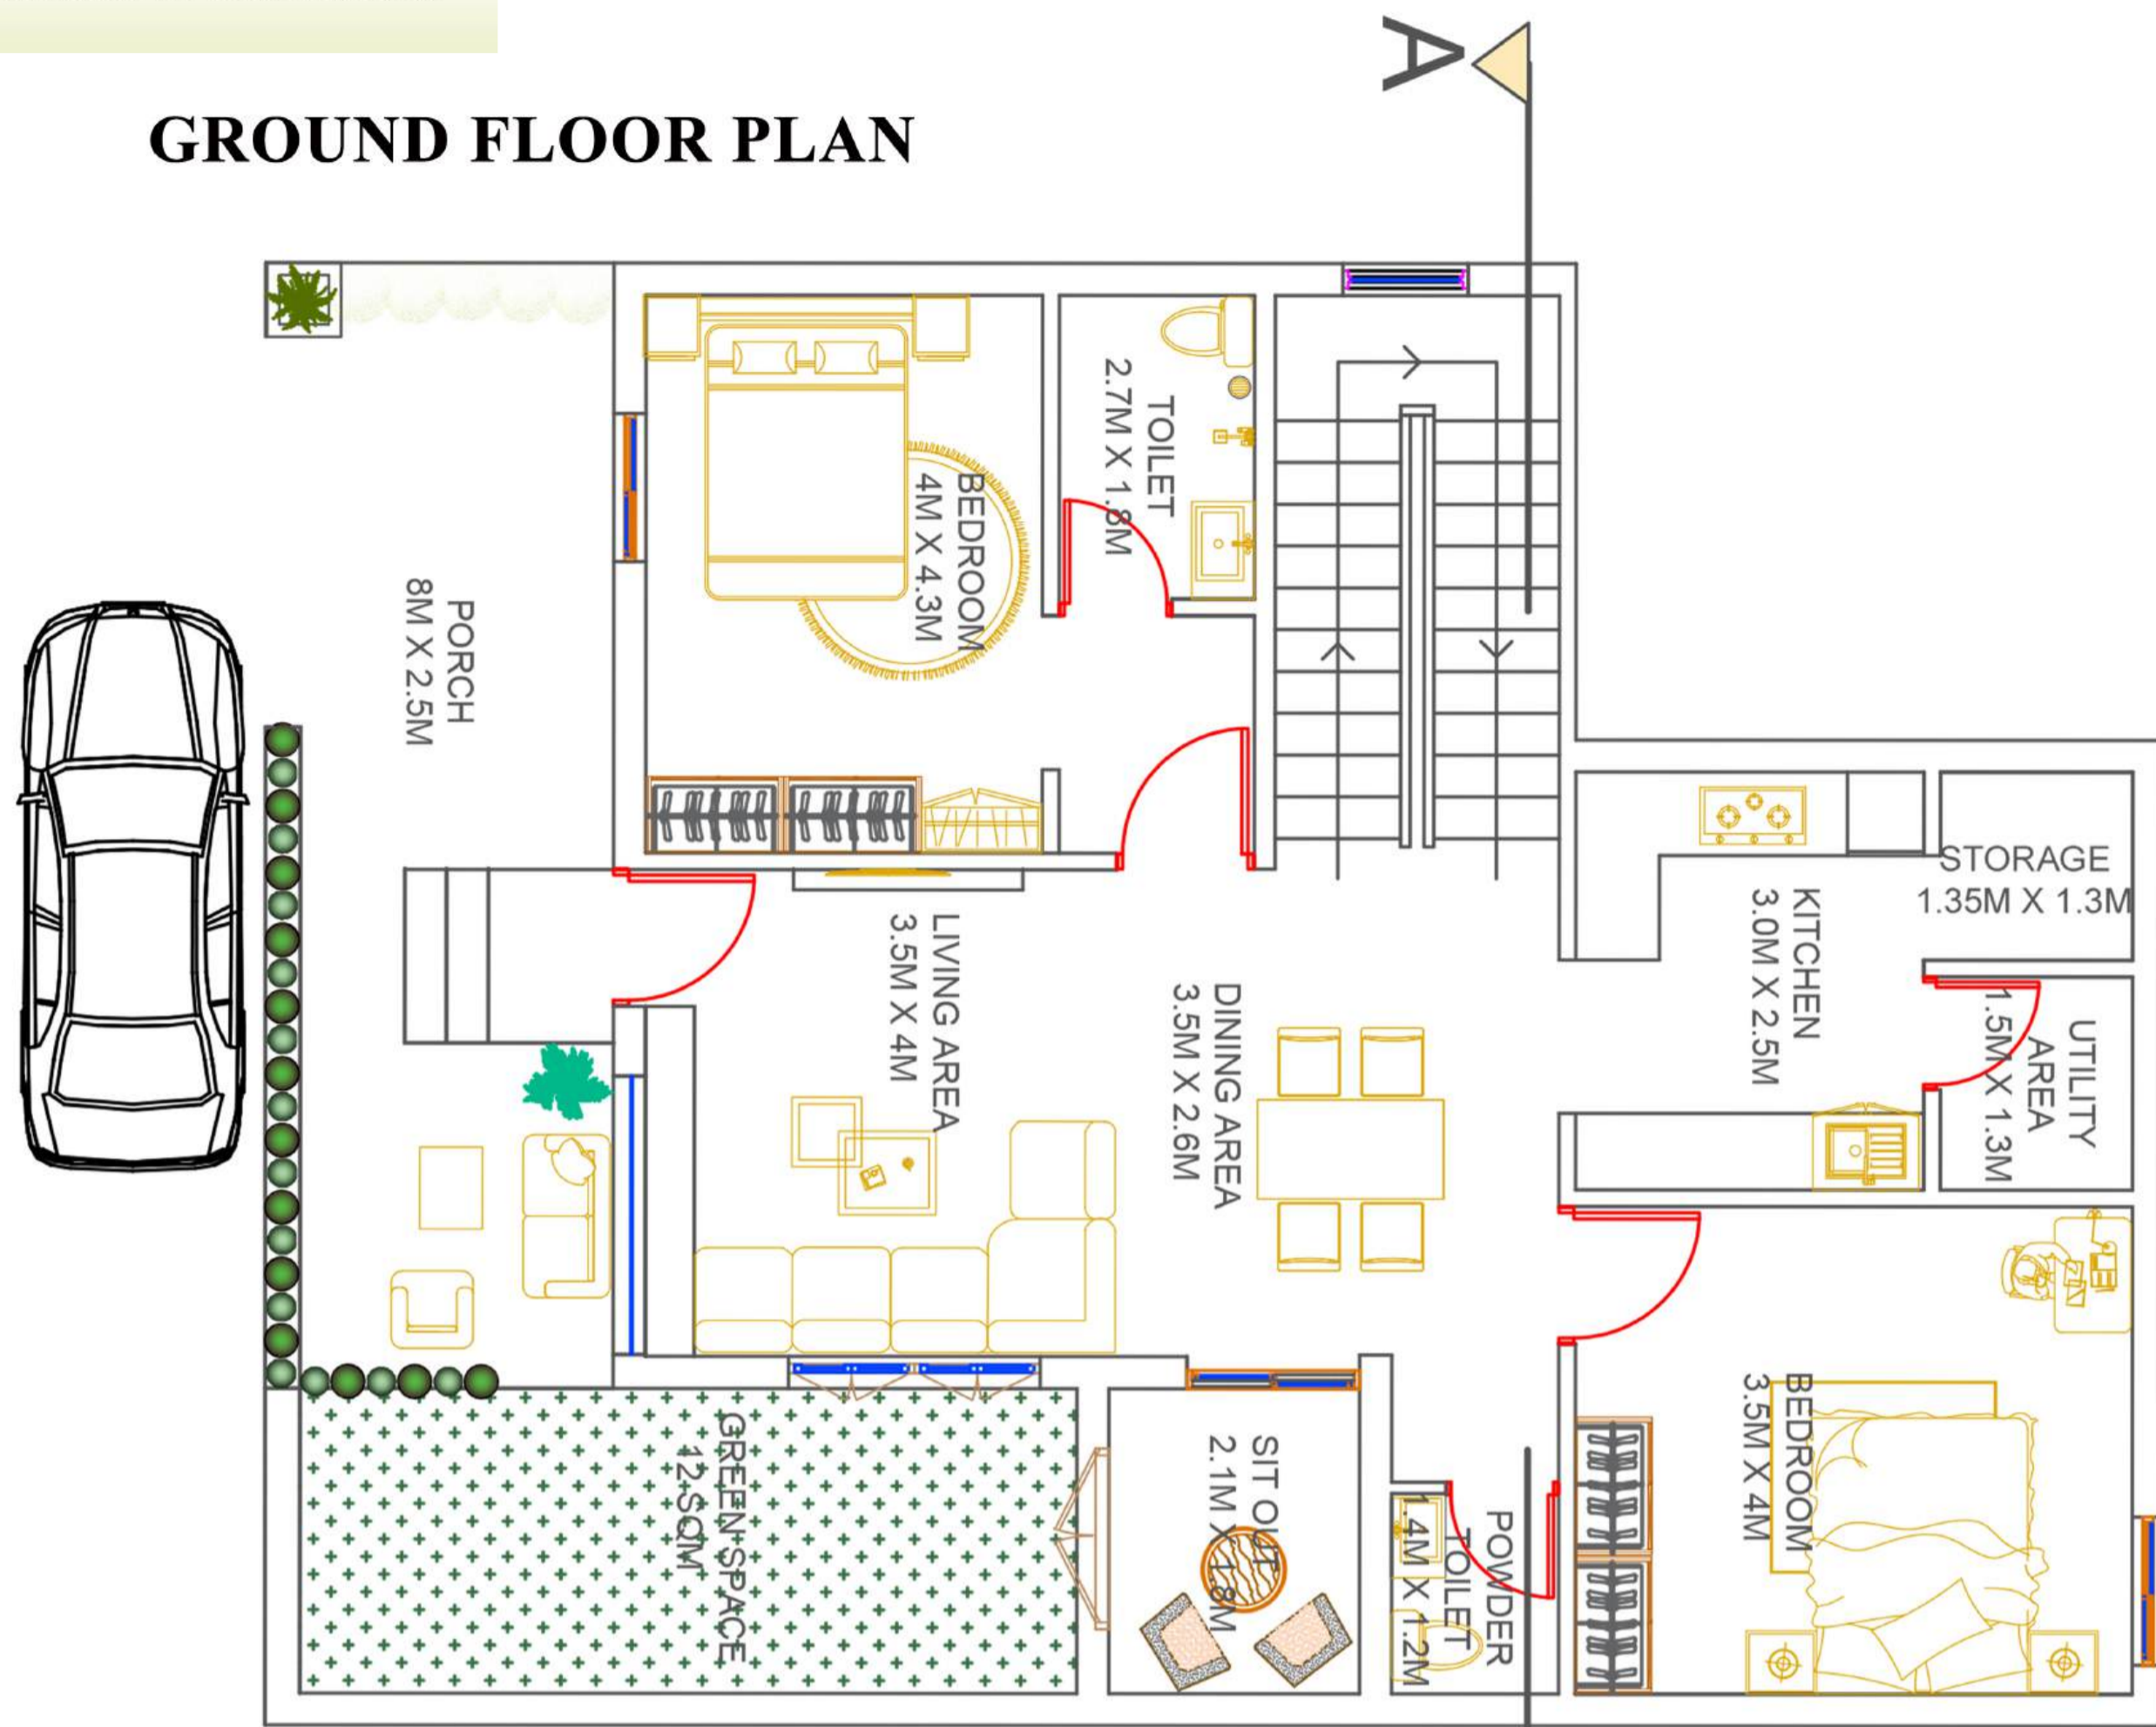 GROUND FLOOR PLAN
A
TOILET
2.7M X 1.8M
BEDROOM
4M X 4.3M
PORCH
8M X 2.5M
STORAGE
1.35M X 1.3M
KITCHEN
3.0M X 2.5M
LIVING AREA
3.5M X 4M
DINING AREA
3.5M X 2.6M
UTILITY
AREA
1.5M X 1.3M
BEDROOM
3.5M X 4M
GREEN SPACE
12 SQM
SIT OUT
2.1M X 1.8M
POWDER
TOILET
1.4M X 1.2M